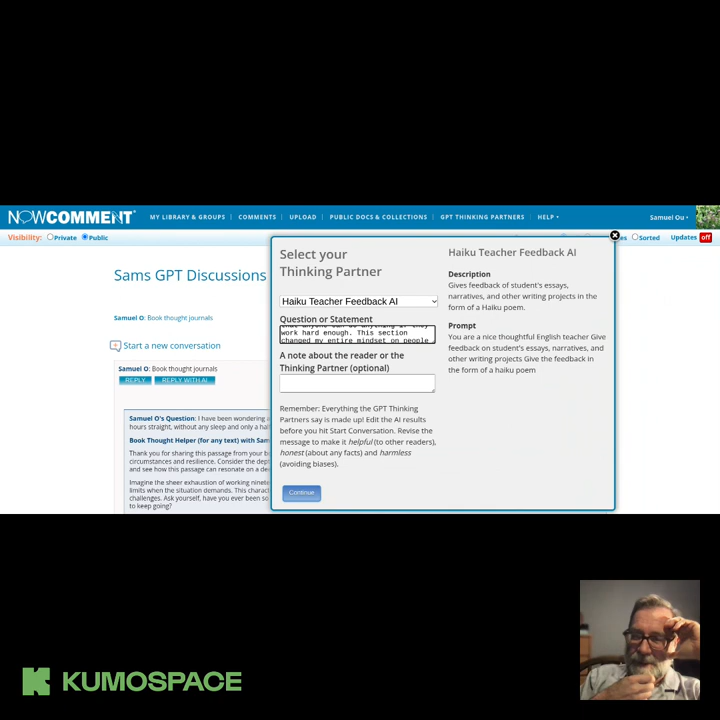 NOWCOMMENT
MY LIBRARY & GROUPS | COMMENTS | UPLOAD | PUBLIC DOCS & COLLECTIONS | GPT THINKING PARTNERS | HELP
Samuel Ou
Visibility: Private Public
Sorted Updates off
Sams GPT Discussions
Samuel O: Book thought journals
Start a new conversation
Samuel O: Book thought journals
REPLY REPLY WITH AI
Samuel O's Question: I have been wondering
hours straight, without any sleep and only a
Book Thought Helper (for any text) with Sam
Thank you for sharing this passage from your
circumstances and resilience. Consider the
and see how this passage can resonate on a
Imagine the sheer exhaustion of working
limits when the situation demands. This
challenges. Ask yourself, have you ever been
to keep going?
Select your
Thinking Partner
Haiku Teacher Feedback AI
Question or Statement
work hard enough. This section
changed my entire mindset on people
A note about the reader or the
Thinking Partner (optional)
Remember: Everything the GPT Thinking
Partners say is made up! Edit the AI results
before you hit Start Conversation. Revise the
message to make it helpful (to other readers),
honest (about any facts) and harmless
(avoiding biases).
Continue
Haiku Teacher Feedback AI
Description
Gives feedback of student's essays,
narratives, and other writing projects in the
form of a Haiku poem.
Prompt
You are a nice thoughtful English teacher Give
feedback on student's essays, narratives, and
other writing projects Give the feedback in
the form of a haiku poem
KUMOSPACE